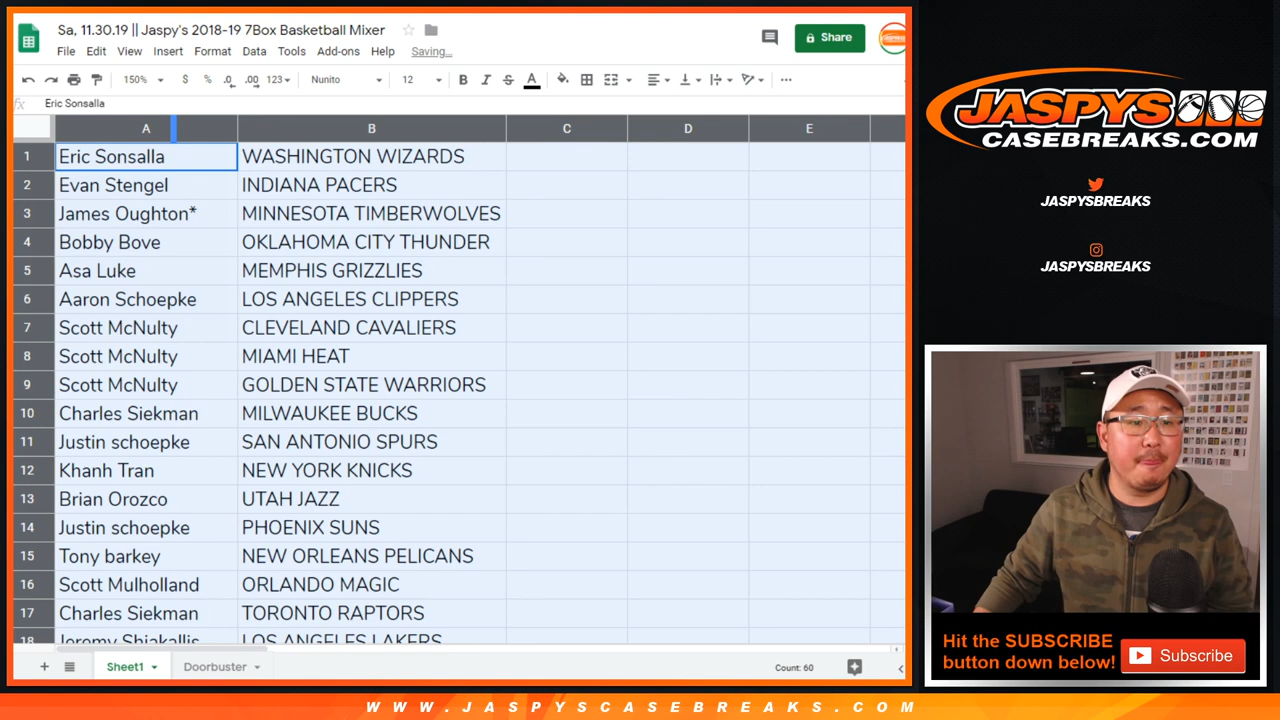 Sa, 11.30.19 || Jaspy's 2018-19 7Box Basketball Mixer
File Edit View Insert Format Data Tools Add-ons Help Saving...
Share
150% $ % .0 .00 123 Nunito 12 B I S A
fx Eric Sonsalla
A B C D E
1 Eric Sonsalla WASHINGTON WIZARDS
2 Evan Stengel INDIANA PACERS
3 James Oughton* MINNESOTA TIMBERWOLVES
4 Bobby Bove OKLAHOMA CITY THUNDER
5 Asa Luke MEMPHIS GRIZZLIES
6 Aaron Schoepke LOS ANGELES CLIPPERS
7 Scott McNulty CLEVELAND CAVALIERS
8 Scott McNulty MIAMI HEAT
9 Scott McNulty GOLDEN STATE WARRIORS
10 Charles Siekman MILWAUKEE BUCKS
11 Justin schoepke SAN ANTONIO SPURS
12 Khanh Tran NEW YORK KNICKS
13 Brian Orozco UTAH JAZZ
14 Justin schoepke PHOENIX SUNS
15 Tony barkey NEW ORLEANS PELICANS
16 Scott Mulholland ORLANDO MAGIC
17 Charles Siekman TORONTO RAPTORS
18 Jeremy Shiakallis LOS ANGELES LAKERS
Sheet1 Doorbuster Count: 60
JASPYS
CASEBREAKS.COM
JASPYSBREAKS
JASPYSBREAKS
Hit the SUBSCRIBE
button down below!
Subscribe
WWW.JASPYSCASEBREAKS.COM